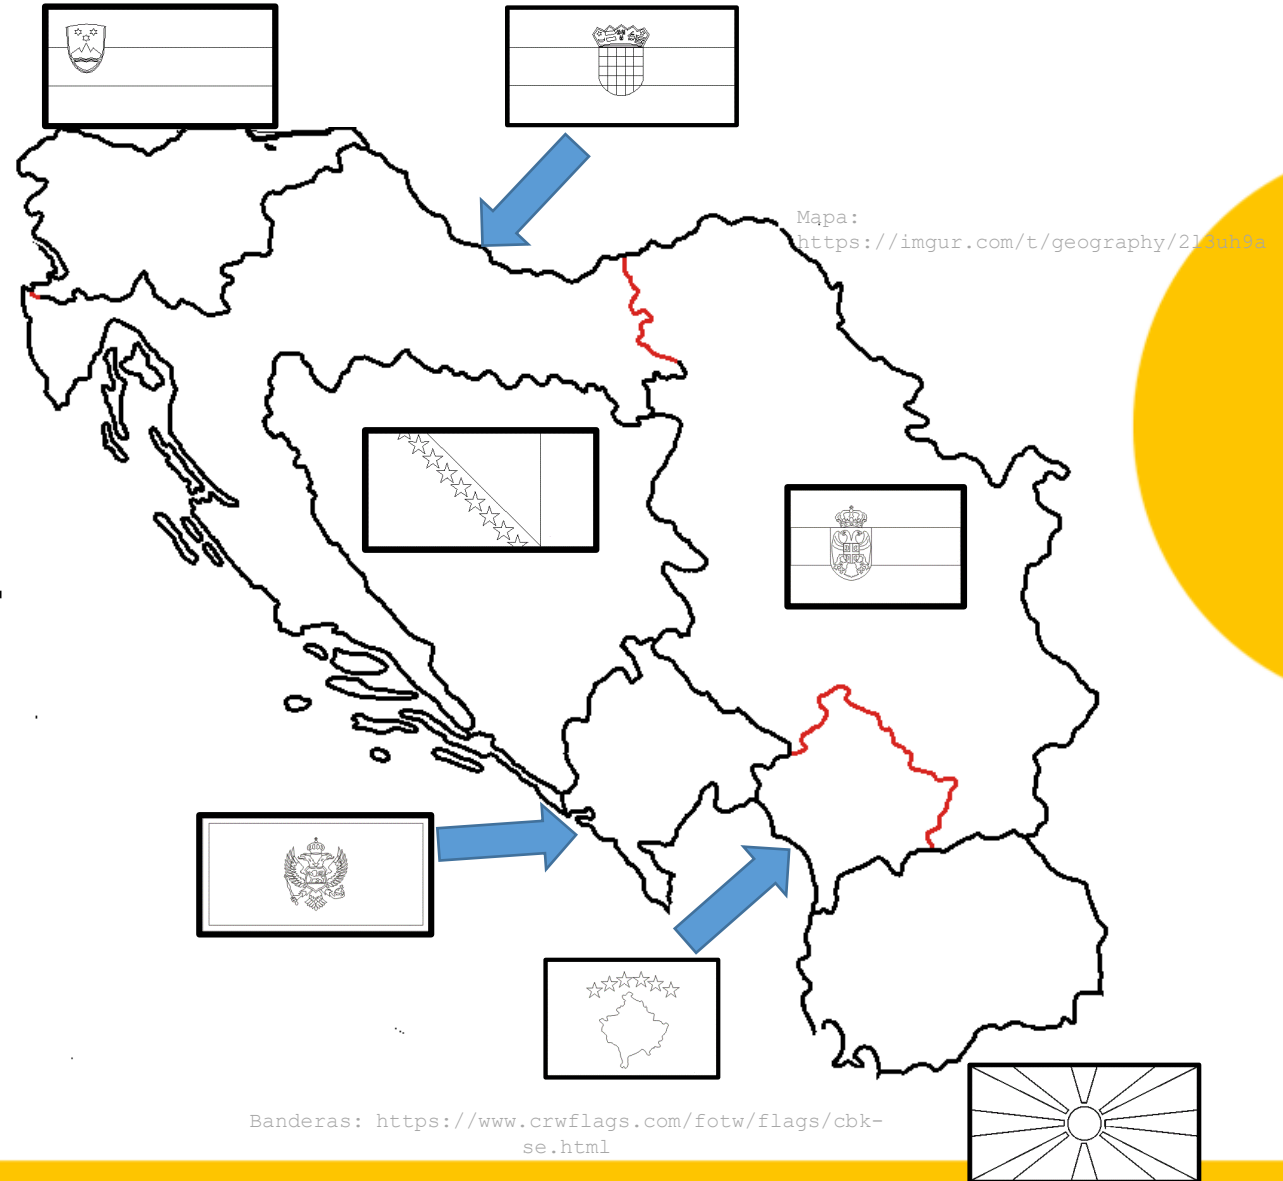 Mapa:
https://imgur.com/t/geography/2l3uh9a
Banderas: https://www.crwflags.com/fotw/flags/cbk-
se.html